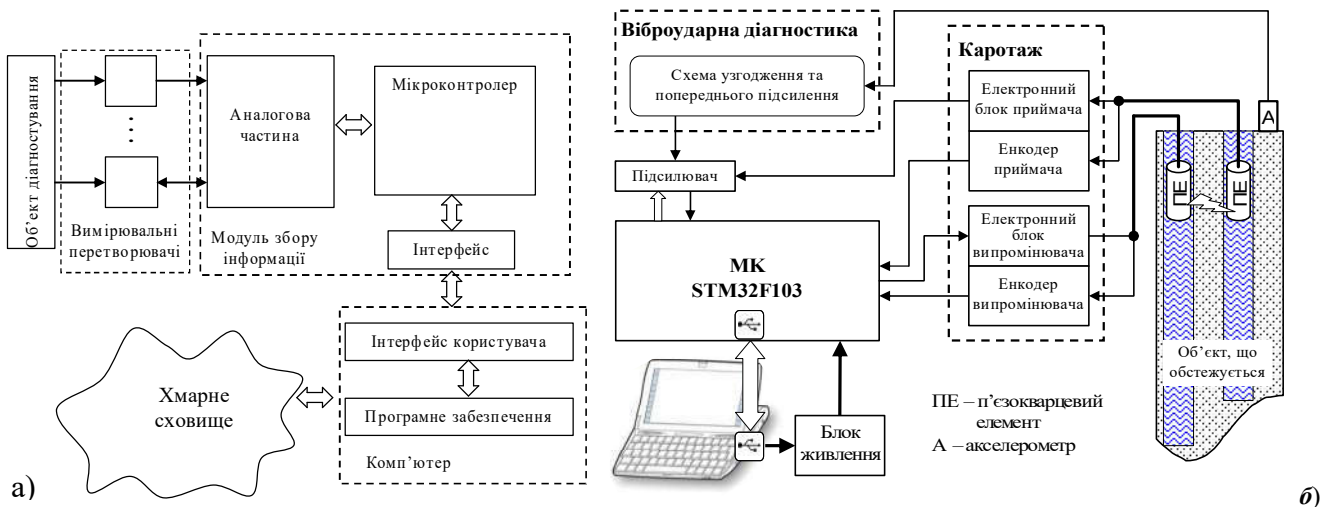 Об’ект діагностування
Вимірювальні
перетворювачі
Аналогова
частина
Мікроконтролер
Модуль збору
інформації
Інтерфейс
Інтерфейс користувача
Програмне забезпечення
Комп’ютер
Хмарне
сховище
а)
Віброударна діагностика
Схема узгодження та
попереднього підсилення
Підсилювач
МК
STM32F103
Блок
живлення
Каротаж
Електронний
блок приймача
Енкодер
приймача
Електронний
блок
випромінювача
Енкодер
випромінювача
А
ПЕ
ПЕ
Об’єкт, що
обстежується
ПЕ – п’єзокварцевий
елемент
А – акселерометр
б)